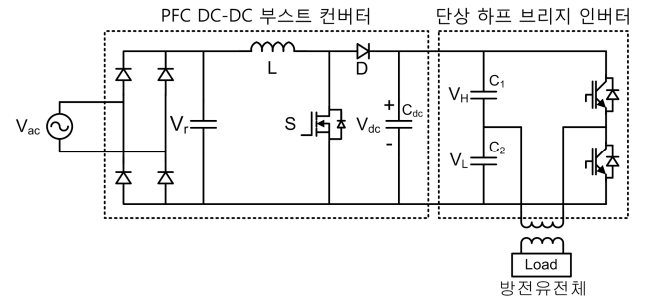 PFC DC-DC 부스트 컨버터
단상 하프 브리지 인버터
L
D
C1
VH
Vac
Vr
S
Vdc
+
-
Cdc
VL
C2
Load
방전유전체